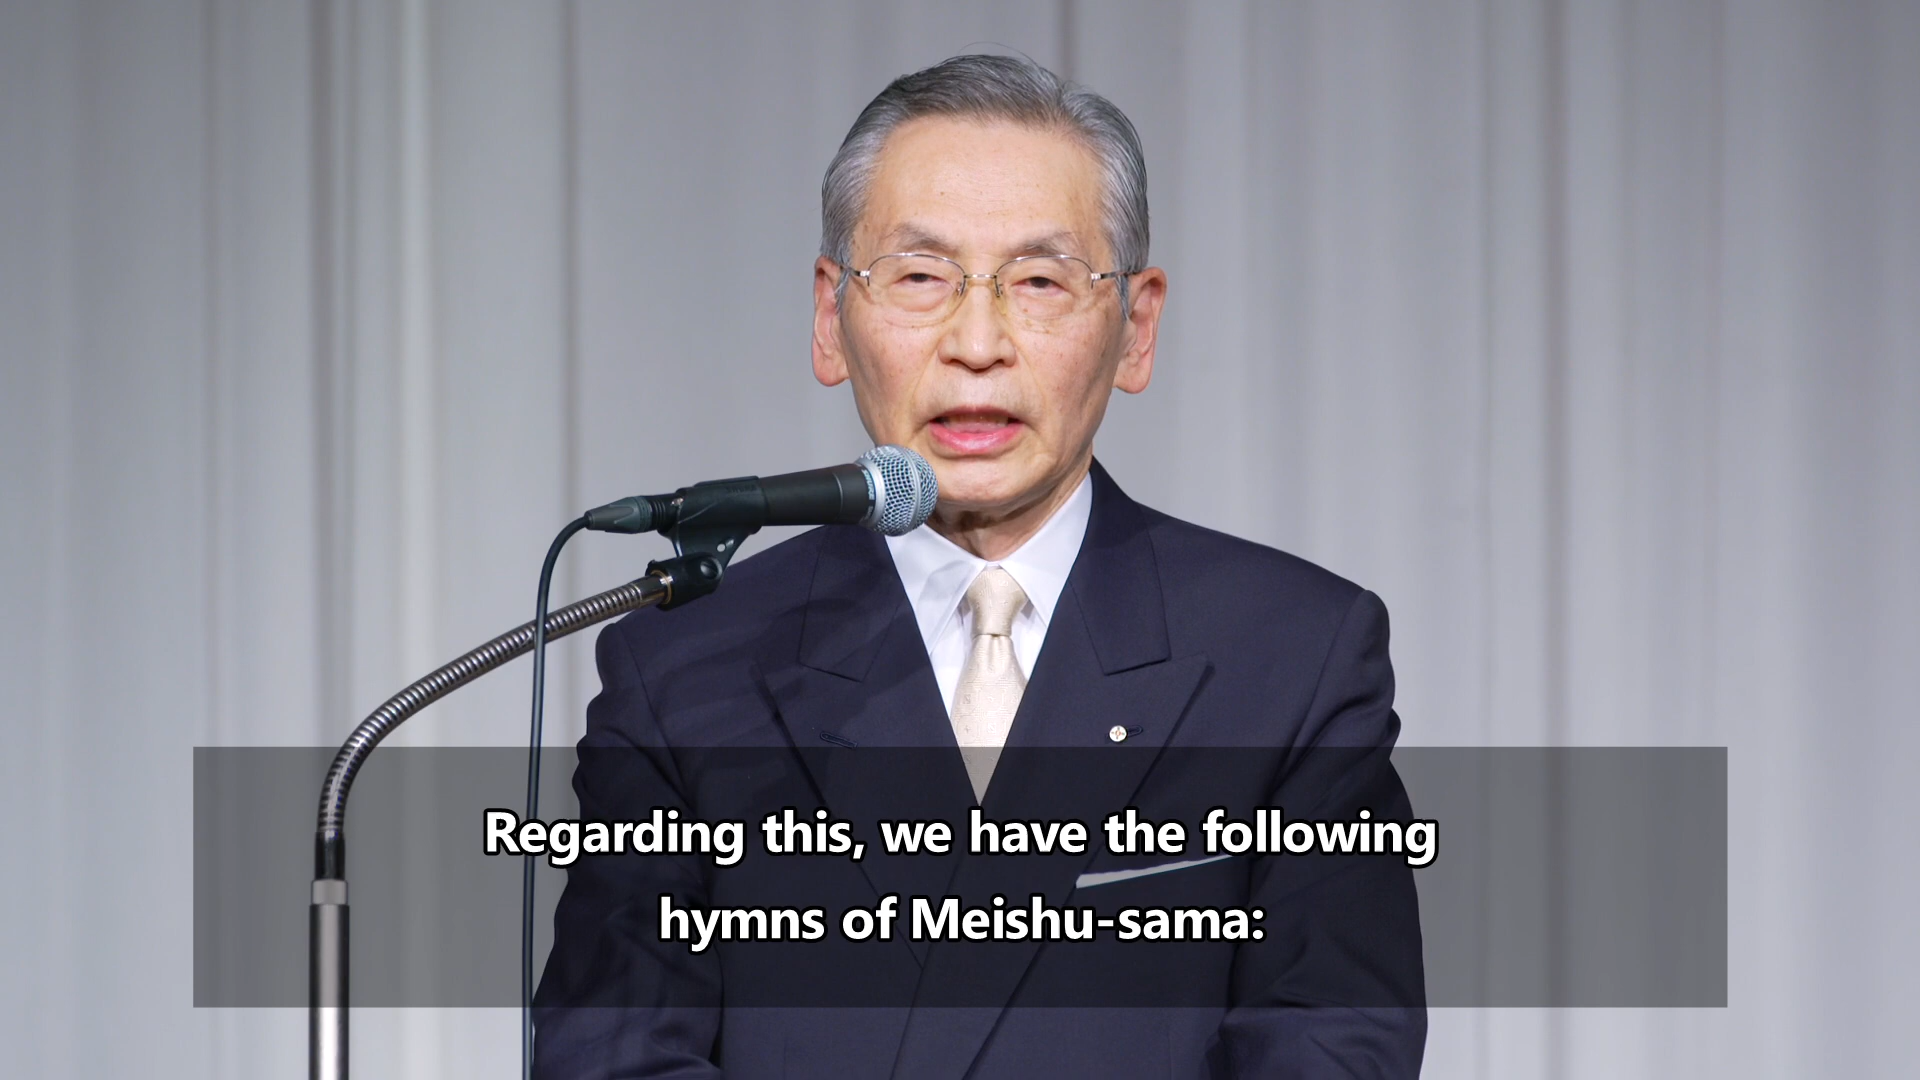 Regarding this, we have the following
hymns of Meishu-sama: